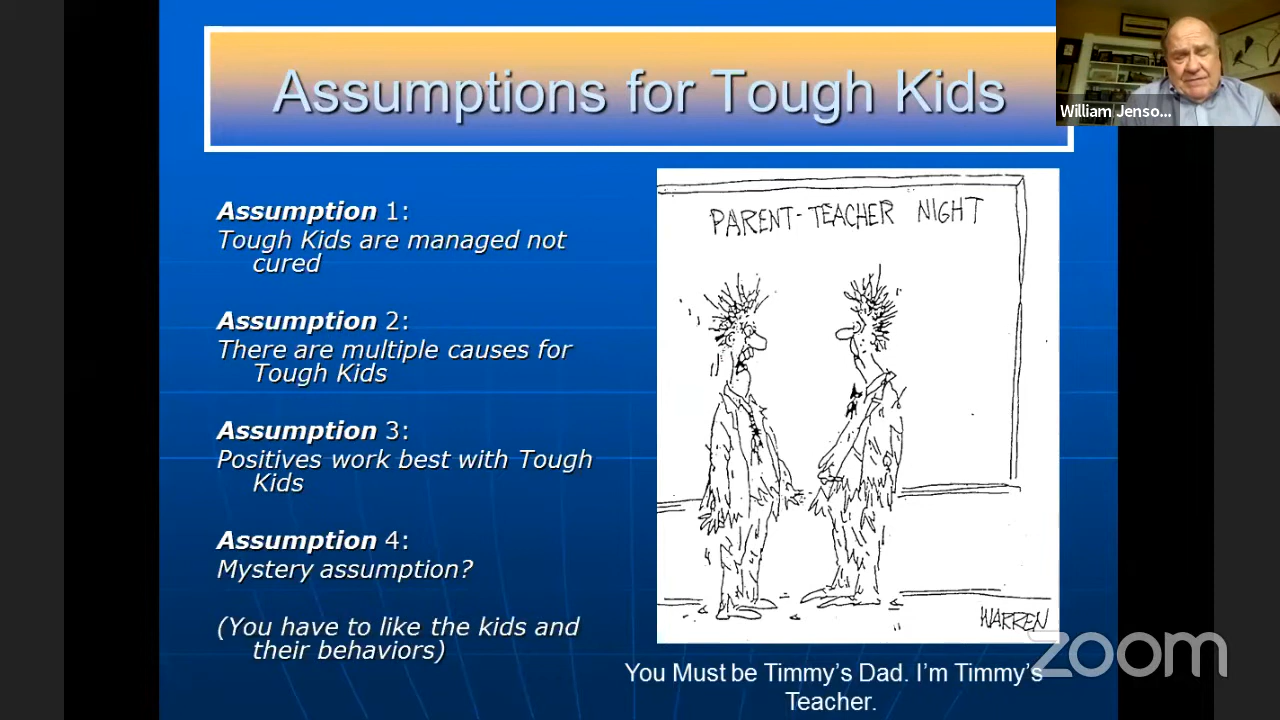 Assumptions for Tough Kids
William Jenso...
Assumption 1:
Tough Kids are managed not
cured
Assumption 2:
There are multiple causes for
Tough Kids
Assumption 3:
Positives work best with Tough
Kids
Assumption 4:
Mystery assumption?
(You have to like the kids and
their behaviors)
PARENT-TEACHER NIGHT
WARREN
You Must be Timmy's Dad. I'm Timmy's
Teacher.
zoom